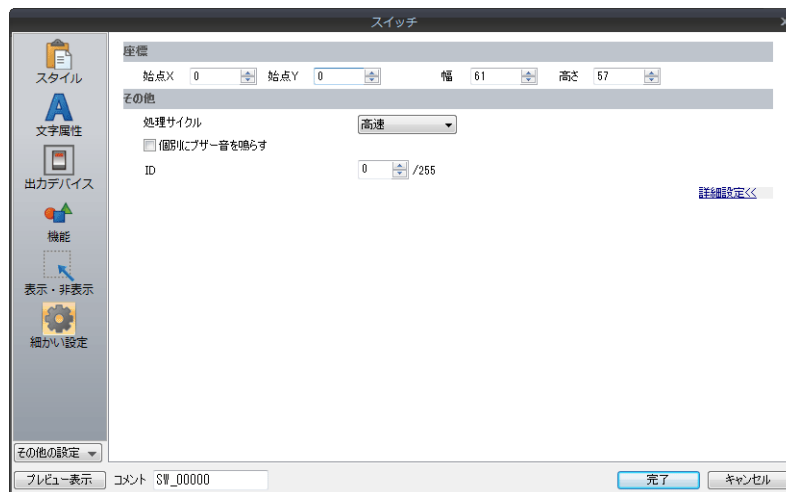 スイッチ
スタイル
文字属性
出力デバイス
機能
表示・非表示
細かい設定
その他の設定
座標
始点X 0 始点Y 0 幅 61 高さ 57
その他
処理サイクル 高速
個別にブザー音を鳴らす
ID 0 /255
詳細設定<<
プレビュー表示 コメント SW_00000 完了 キャンセル